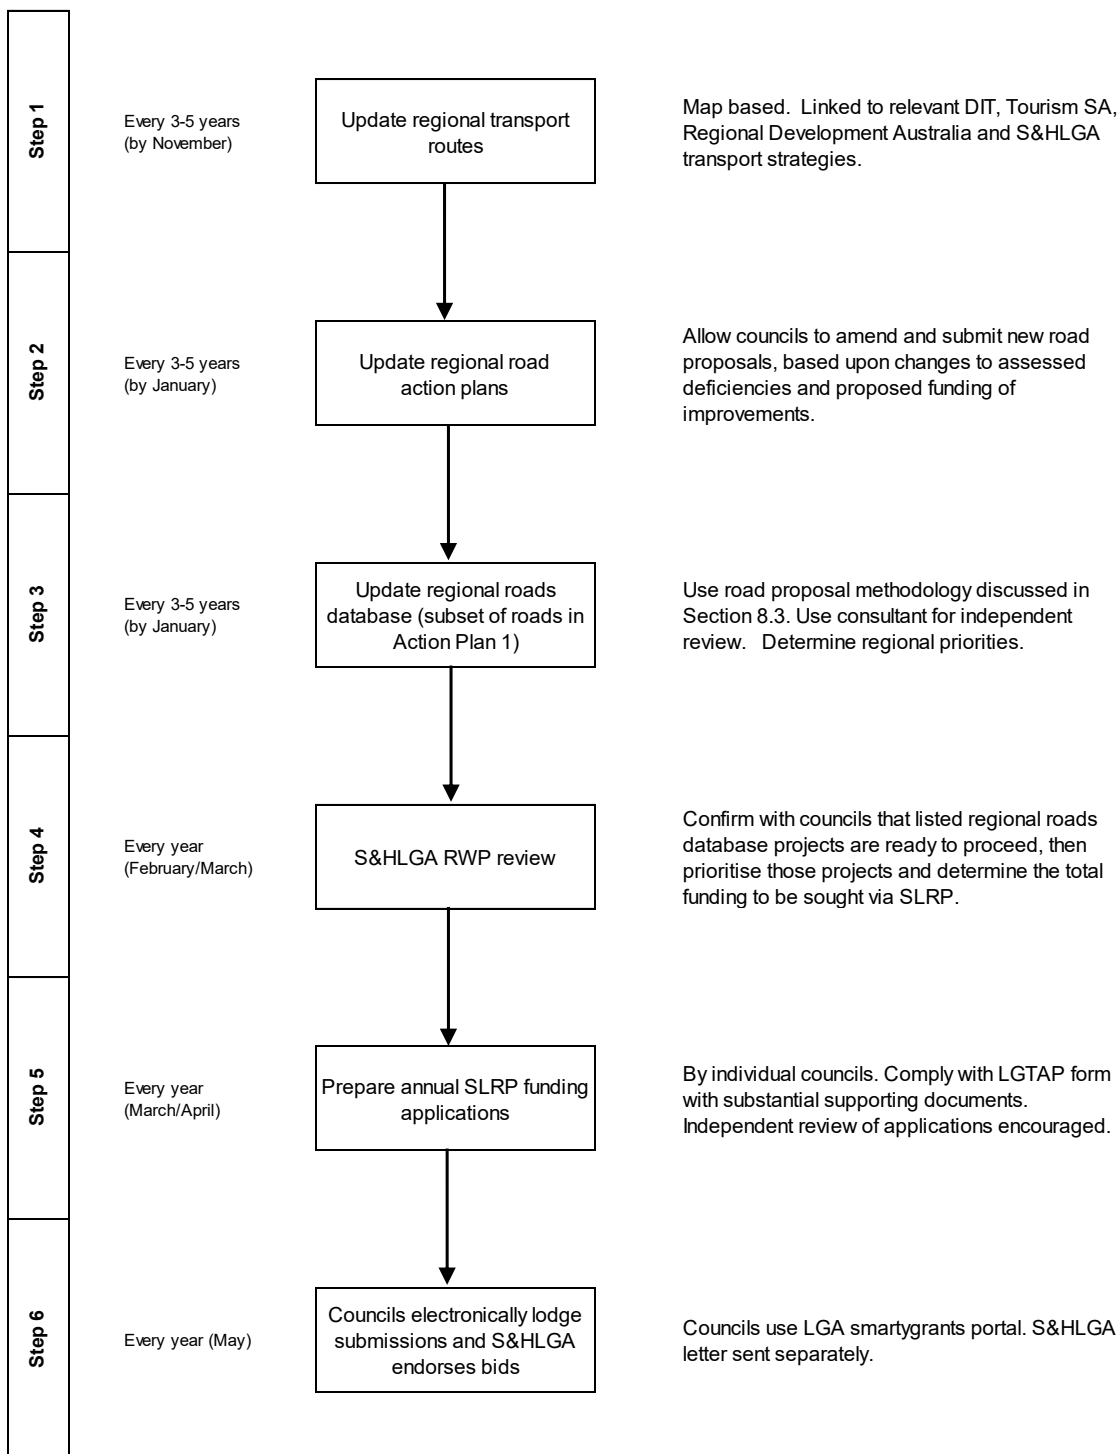 Step 1
Every 3-5 years
(by November)
Update regional transport
routes
Map based.  Linked to relevant DIT, Tourism SA,
Regional Development Australia and S&HLGA
transport strategies.
Step 2
Every 3-5 years
(by January)
Update regional road
action plans
Allow councils to amend and submit new road
proposals, based upon changes to assessed
deficiencies and proposed funding of
improvements.
Step 3
Every 3-5 years
(by January)
Update regional roads
database (subset of roads in
Action Plan 1)
Use road proposal methodology discussed in
Section 8.3. Use consultant for independent
review.   Determine regional priorities.
Step 4
Every year
(February/March)
S&HLGA RWP review
Confirm with councils that listed regional roads
database projects are ready to proceed, then
prioritise those projects and determine the total
funding to be sought via SLRP.
Step 5
Every year
(March/April)
Prepare annual SLRP funding
applications
By individual councils. Comply with LGTAP form
with substantial supporting documents.
Independent review of applications encouraged.
Step 6
Every year (May)
Councils electronically lodge
submissions and S&HLGA
endorses bids
Councils use LGA smartygrants portal. S&HLGA
letter sent separately.